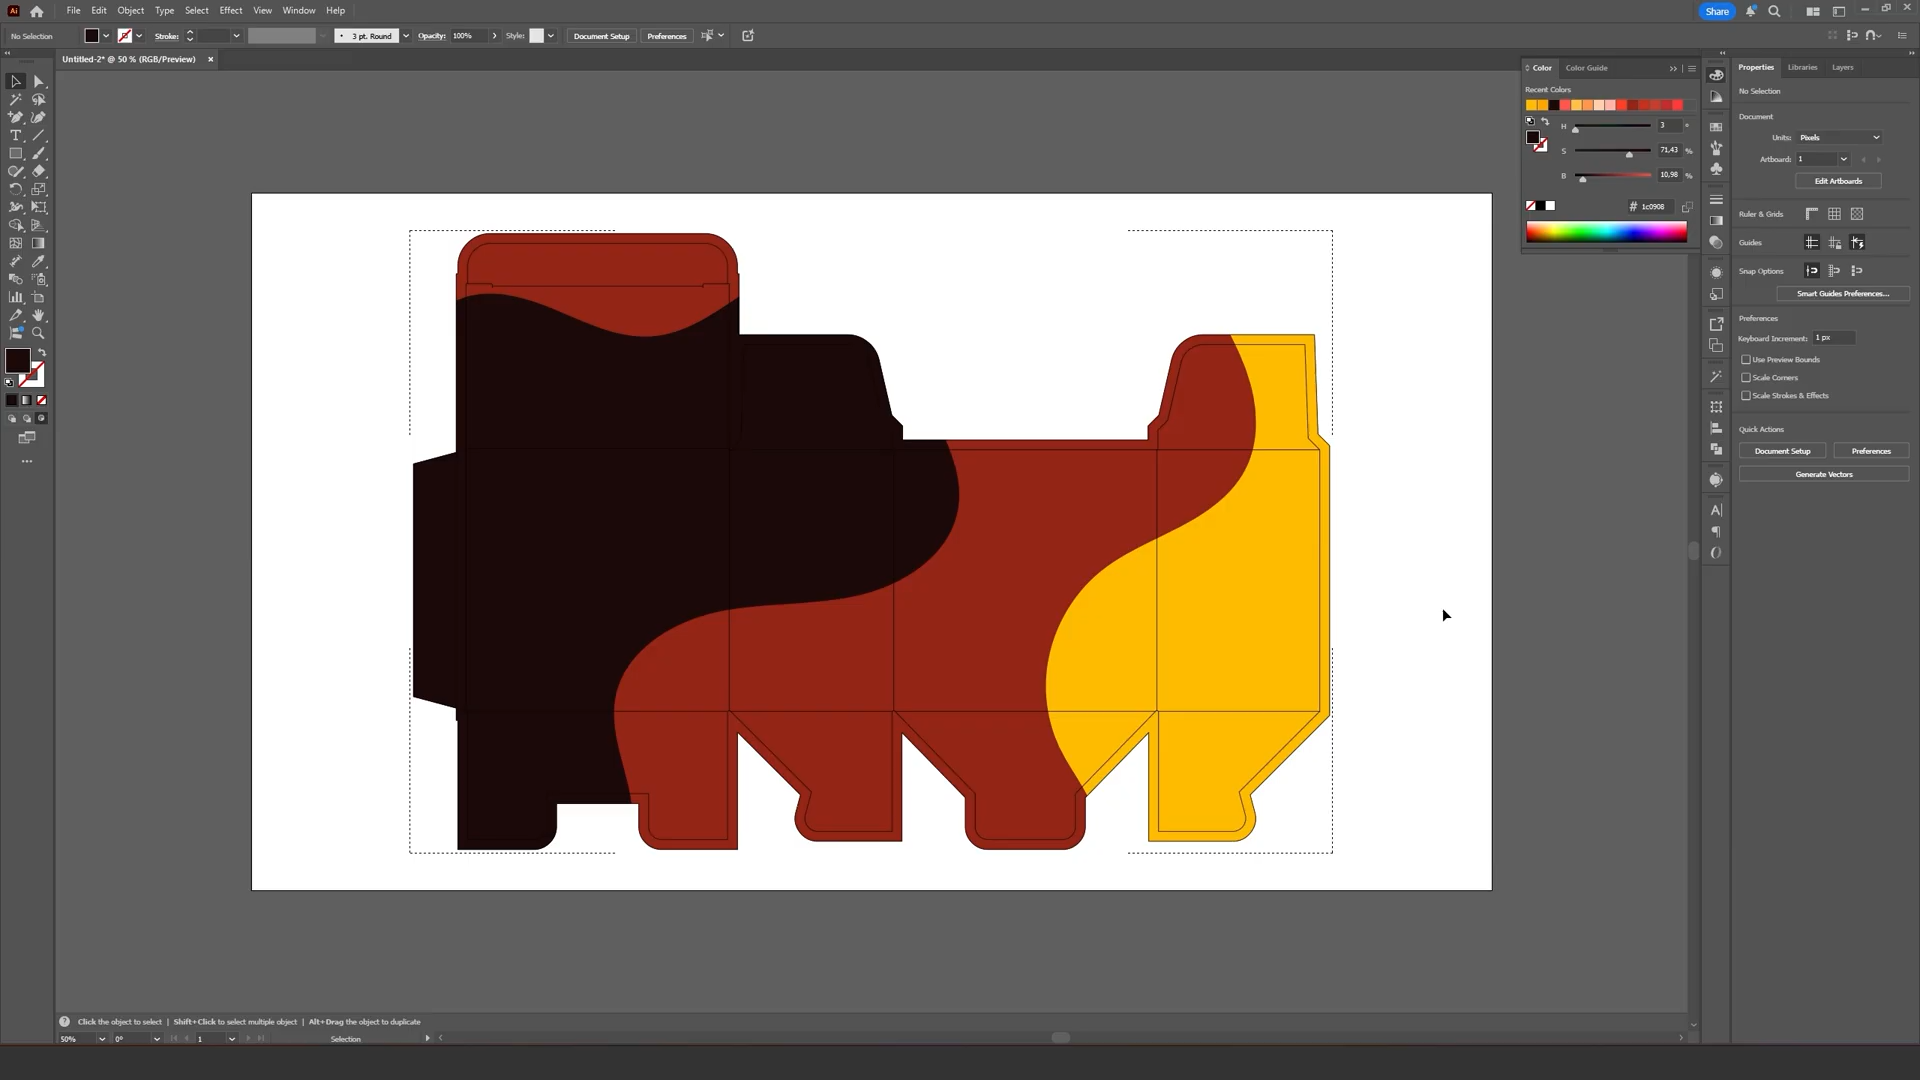 Ai File Edit Object Type Select Effect View Window Help Share
No Selection Stroke: 3 pt. Round Opacity: 100% Style: Document Setup Preferences
Untitled-2* @ 50 % (RGB/Preview) ×
Color Color Guide
Recent Colors
H 3 °
S 71,43 %
B 10,98 %
# 1c0908
Properties Libraries Layers
No Selection
Document
Units: Pixels
Artboard: 1
Edit Artboards
Ruler & Grids
Guides
Snap Options
Smart Guides Preferences...
Preferences
Keyboard Increment: 1 px
Use Preview Bounds
Scale Corners
Scale Strokes & Effects
Quick Actions
Document Setup Preferences
Generate Vectors
? Click the object to select | Shift+Click to select multiple object | Alt+Drag the object to duplicate
50% 0° 1 Selection